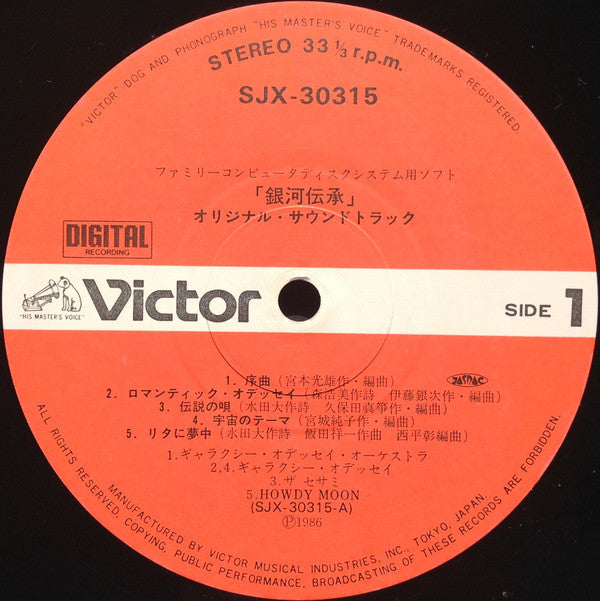 "VICTOR" DOG AND PHONOGRAPH "HIS MASTER'S VOICE" TRADEMARKS REGISTERED.
STEREO 33 1/3 r.p.m.
SJX-30315
ファミリーコンピュータディスクシステム用ソフト
「銀河伝承」
オリジナル・サウンドトラック
DIGITAL
RECORDING
"HIS MASTER'S VOICE"
Victor
SIDE 1
1. 序曲 (宮本光雄作・編曲)
JASRAC
2. ロマンティック・オデッセイ (森浩美作詩 伊藤銀次作・編曲)
3. 伝説の唄 (水田大作詩 久保田真箏作・編曲)
4. 宇宙のテーマ (宮城純子作・編曲)
5. リタに夢中 (水田大作詩 飯田祥一作曲 西平彰編曲)
1.ギャラクシー・オデッセイ・オーケストラ
2,4.ギャラクシー・オデッセイ
3.ザ セサミ
5.HOWDY MOON
(SJX-30315-A)
Ⓟ1986
ALL RIGHTS RESERVED, COPYING, PUBLIC PERFORMANCE, BROADCASTING OF THESE RECORDS ARE FORBIDDEN.
MANUFACTURED BY VICTOR MUSICAL INDUSTRIES, INC., TOKYO, JAPAN.